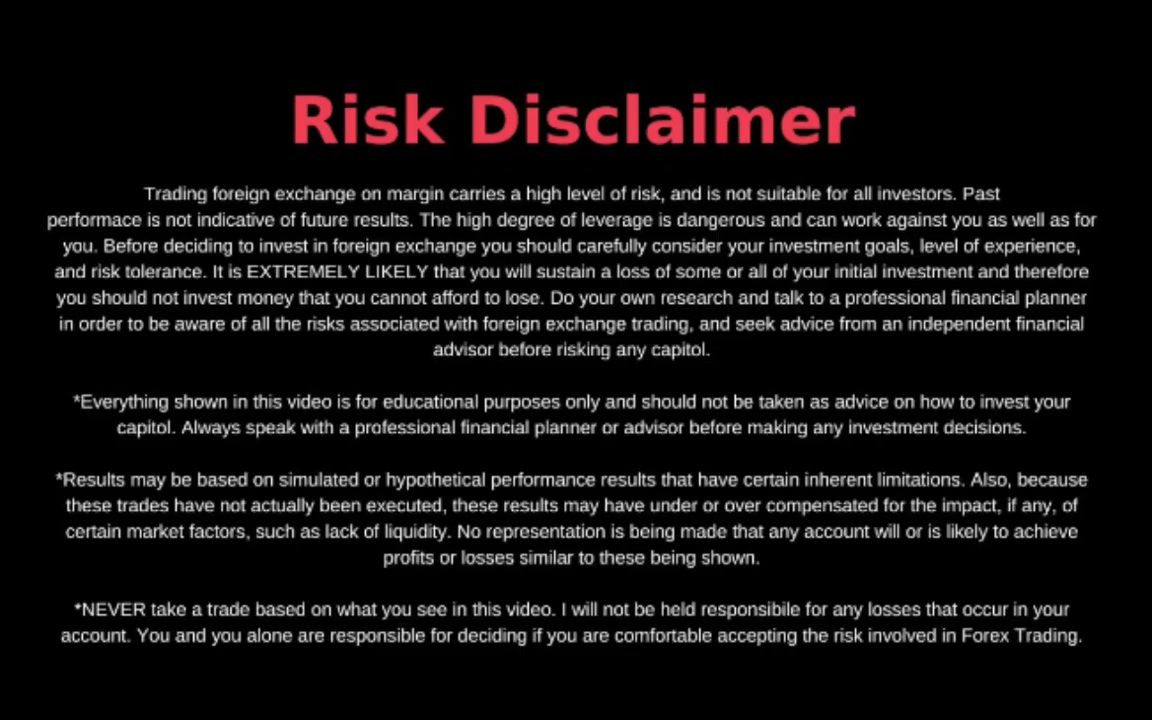 Risk Disclaimer
Trading foreign exchange on margin carries a high level of risk, and is not suitable for all investors. Past
performace is not indicative of future results. The high degree of leverage is dangerous and can work against you as well as for
you. Before deciding to invest in foreign exchange you should carefully consider your investment goals, level of experience,
and risk tolerance. It is EXTREMELY LIKELY that you will sustain a loss of some or all of your initial investment and therefore
you should not invest money that you cannot afford to lose. Do your own research and talk to a professional financial planner
in order to be aware of all the risks associated with foreign exchange trading, and seek advice from an independent financial
advisor before risking any capitol.
*Everything shown in this video is for educational purposes only and should not be taken as advice on how to invest your
capitol. Always speak with a professional financial planner or advisor before making any investment decisions.
*Results may be based on simulated or hypothetical performance results that have certain inherent limitations. Also, because
these trades have not actually been executed, these results may have under or over compensated for the impact, if any, of
certain market factors, such as lack of liquidity. No representation is being made that any account will or is likely to achieve
profits or losses similar to these being shown.
*NEVER take a trade based on what you see in this video. I will not be held responsibile for any losses that occur in your
account. You and you alone are responsible for deciding if you are comfortable accepting the risk involved in Forex Trading.